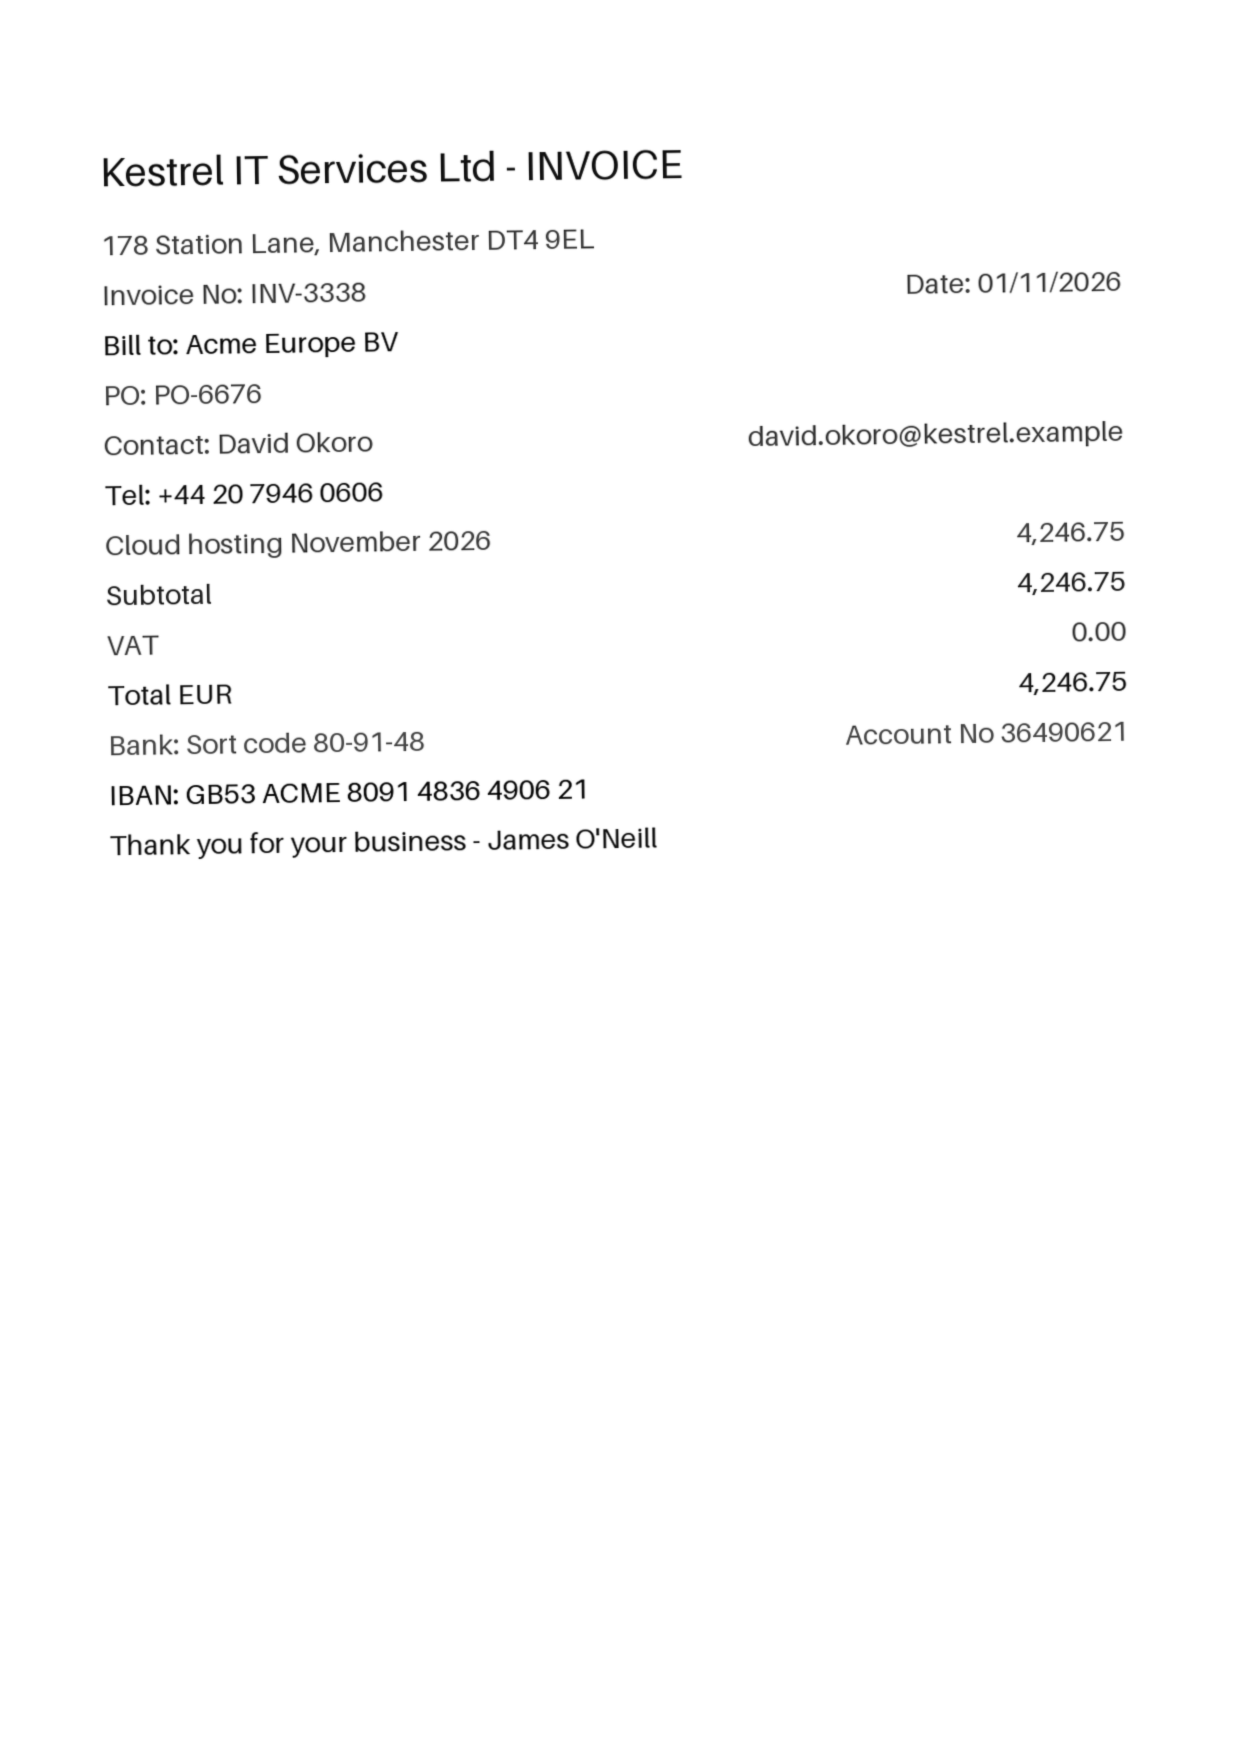 Kestrel IT Services Ltd - INVOICE
178 Station Lane, Manchester DT4 9EL
Invoice No: INV-3338 Date: 01/11/2026
Bill to: Acme Europe BV
PO: PO-6676
Contact: David Okoro david.okoro@kestrel.example
Tel: +44 20 7946 0606
Cloud hosting November 2026 4,246.75
Subtotal 4,246.75
VAT 0.00
Total EUR 4,246.75
Bank: Sort code 80-91-48 Account No 36490621
IBAN: GB53 ACME 8091 4836 4906 21
Thank you for your business - James O'Neill